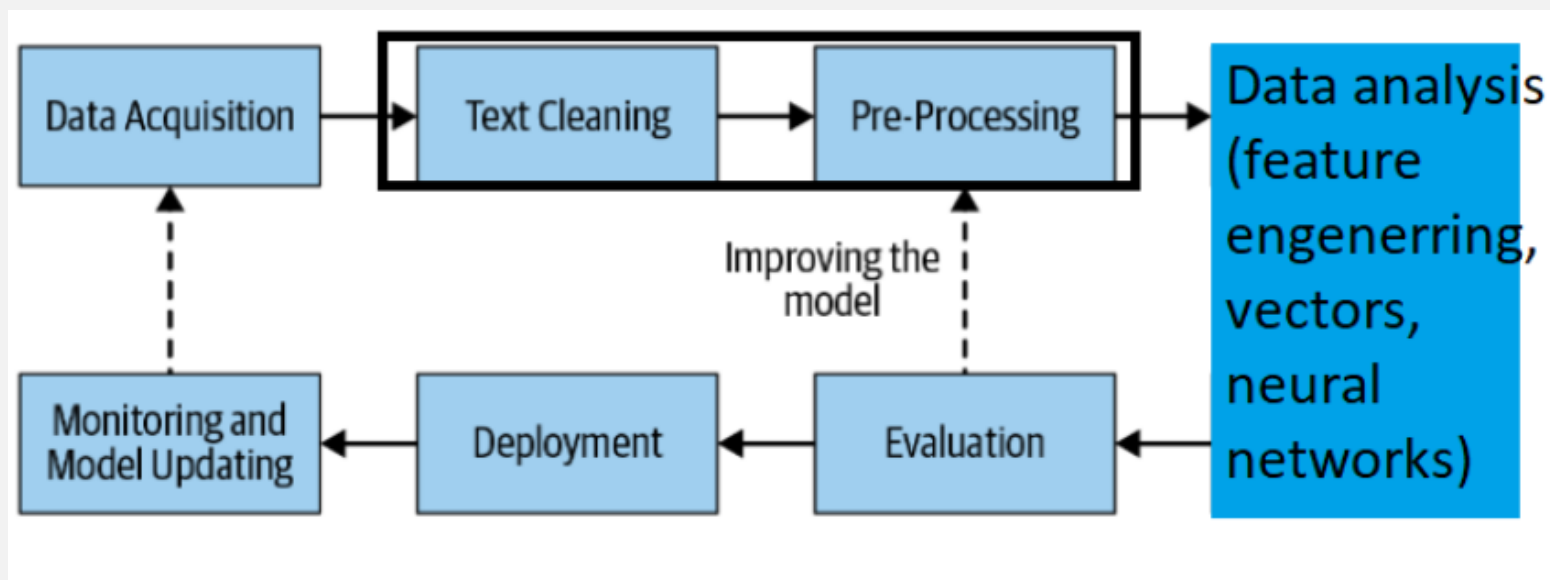 Data Acquisition
Text Cleaning
Pre-Processing
Data analysis
(feature
engenerring,
vectors,
neural
networks)
Improving the
model
Monitoring and
Model Updating
Deployment
Evaluation